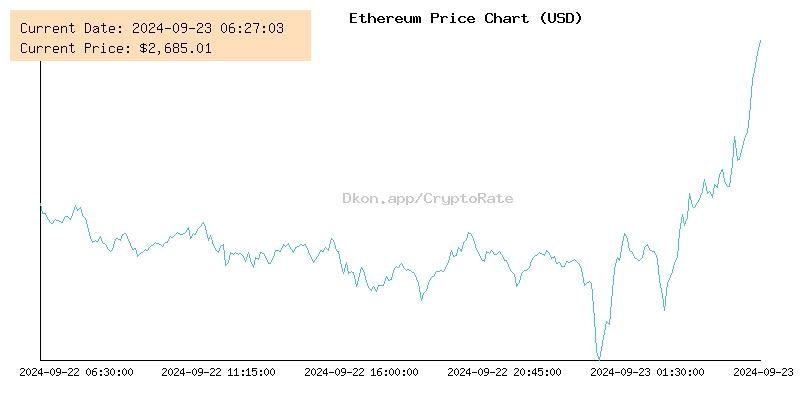 Ethereum Price Chart (USD)
Current Date: 2024-09-23 06:27:03
Current Price: $2,685.01
Dkon.app/CryptoRate
2024-09-22 06:30:00 2024-09-22 11:15:00 2024-09-22 16:00:00 2024-09-22 20:45:00 2024-09-23 01:30:00 2024-09-23